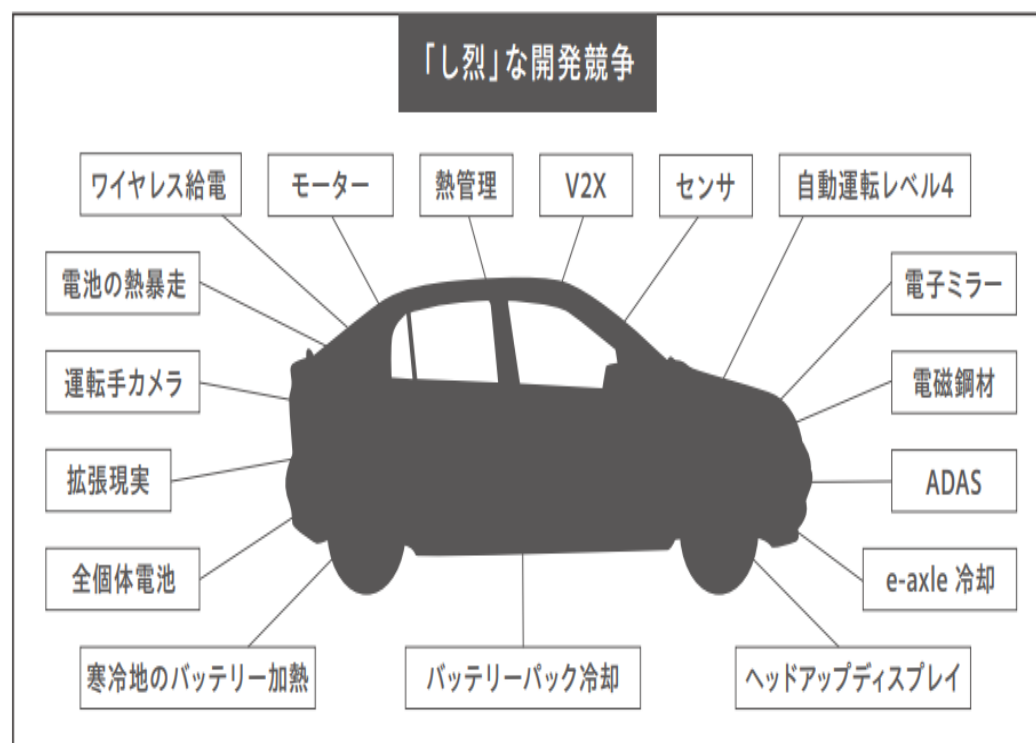 「し烈」な開発競争
ワイヤレス給電
モーター
熱管理
V2X
センサ
自動運転レベル4
電池の熱暴走
電子ミラー
運転手カメラ
電磁鋼材
拡張現実
ADAS
全個体電池
e-axle 冷却
寒冷地のバッテリー加熱
バッテリーパック冷却
ヘッドアップディスプレイ